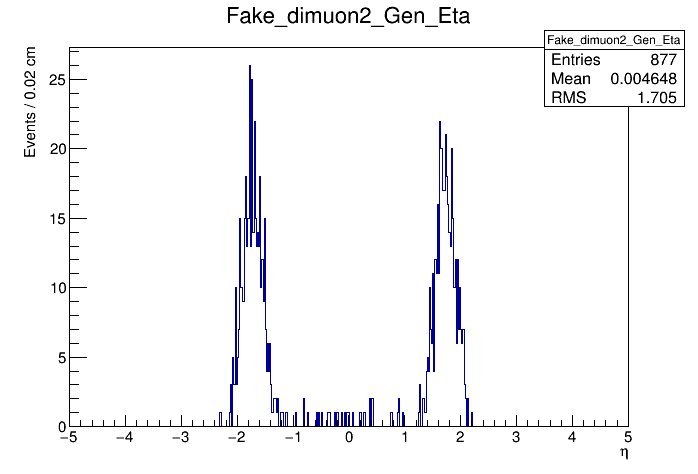 Fake_dimuon2_Gen_Eta
Fake_dimuon2_Gen_Eta
Entries 877
Mean 0.004648
RMS 1.705
Events / 0.02 cm
25
20
15
10
5
0
−5 −4 −3 −2 −1 0 1 2 3 4 5
η